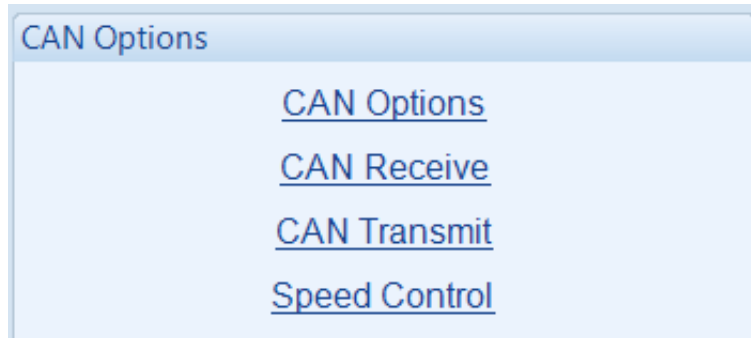 CAN Options
CAN Options
CAN Receive
CAN Transmit
Speed Control